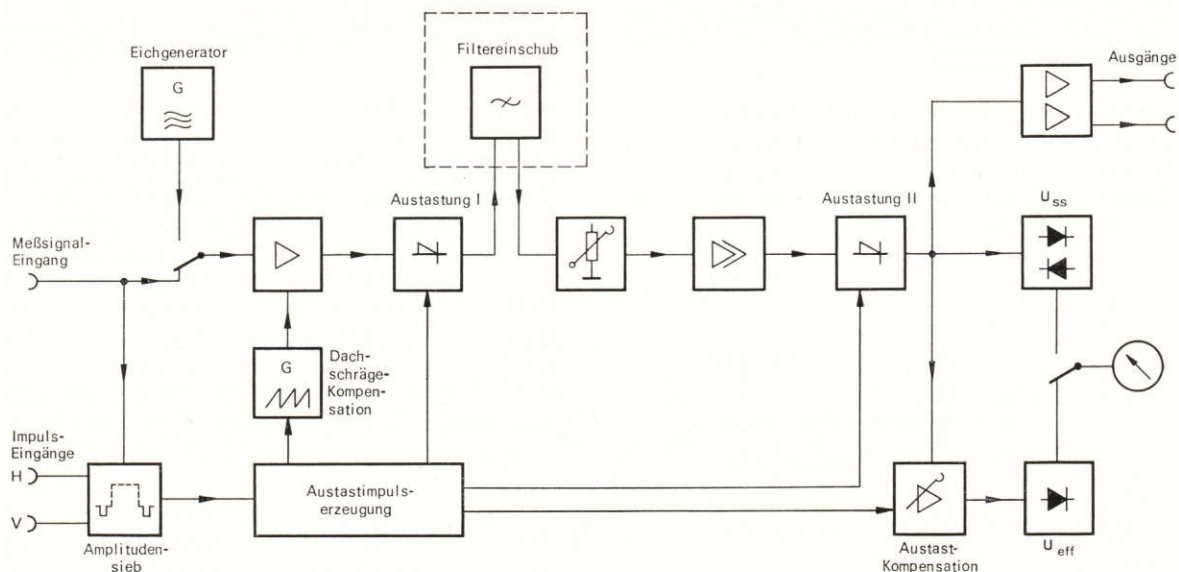 Filtereinschub
Eichgenerator
G
Ausgänge
Austastung I
Austastung II
U ss
Meßsignal-
Eingang
G
Dach-
schräge-
Kompen-
sation
Impuls-
Eingänge
H
V
Austastimpuls-
erzeugung
Amplituden-
sieb
Austast-
Kompensation
U eff